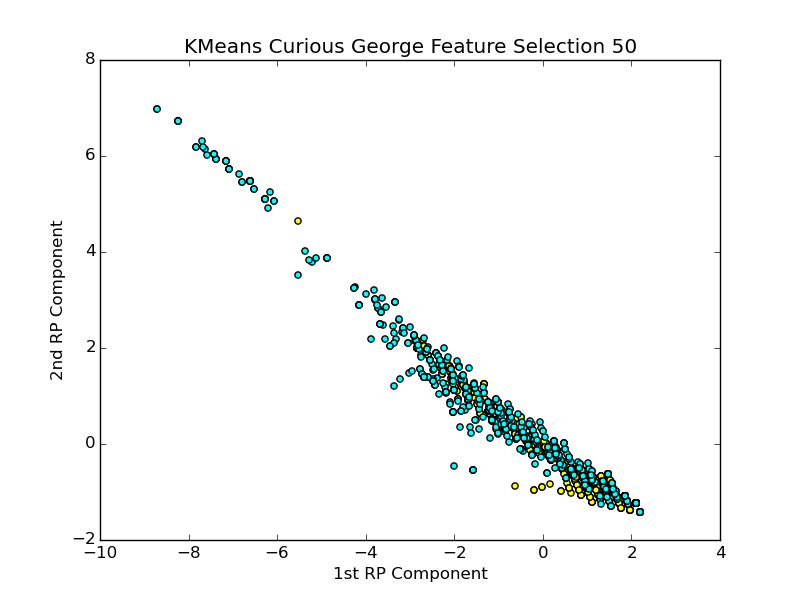 KMeans Curious George Feature Selection 50
8
6
4
2
0
−2
2nd RP Component
−10 −8 −6 −4 −2 0 2 4
1st RP Component